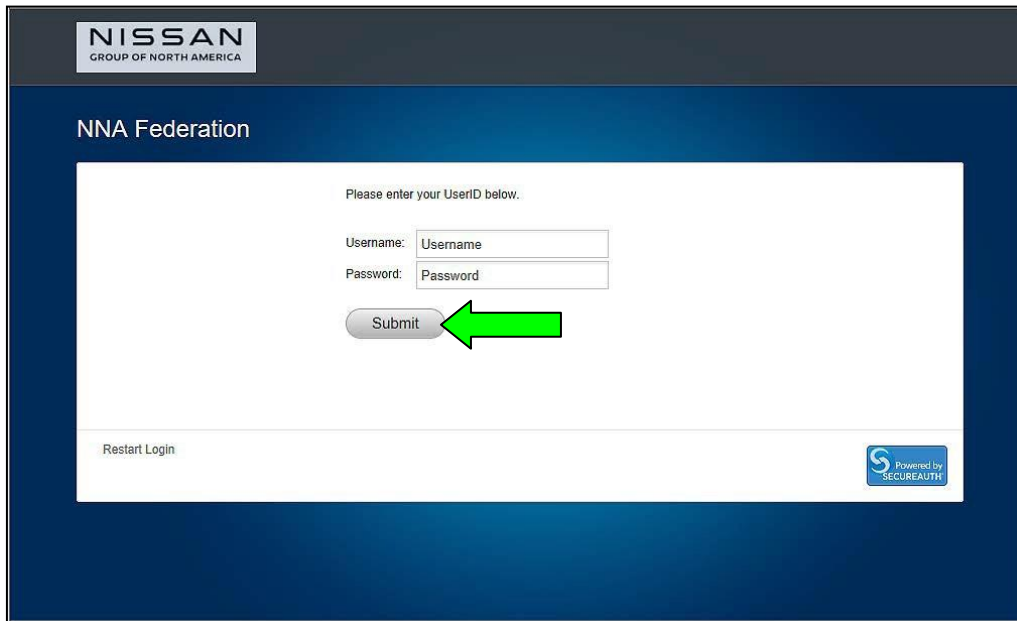 NISSAN
GROUP OF NORTH AMERICA
NNA Federation
Please enter your UserID below.
Username: Username
Password: Password
Submit
Restart Login
Powered by
SECUREAUTH